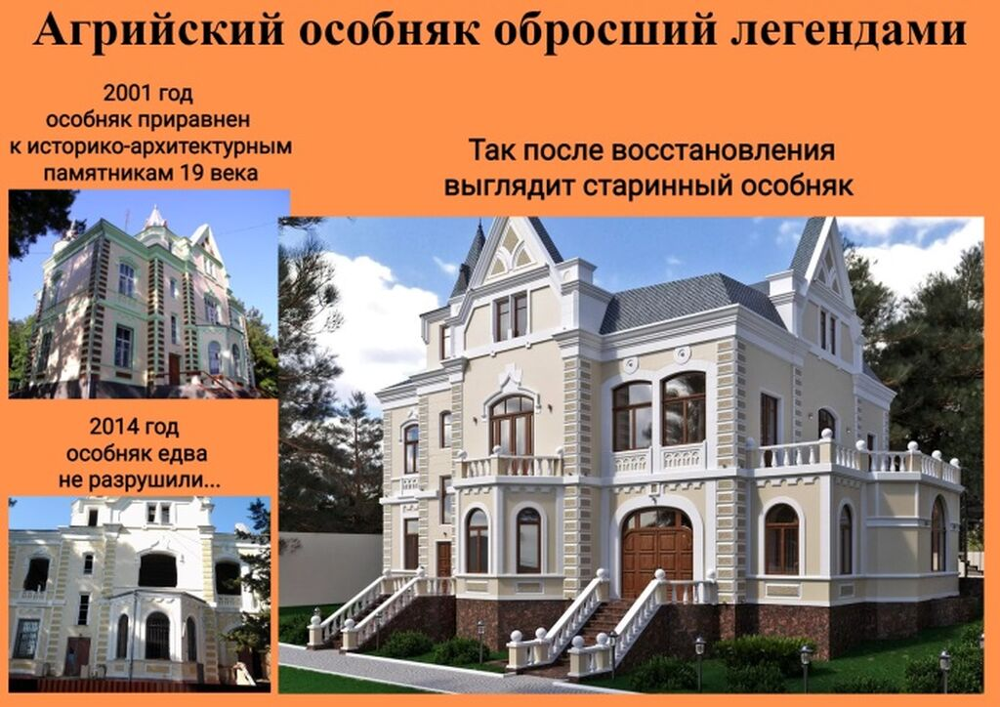 Агрийский особняк обросший легендами
2001 год
особняк приравнен
к историко-архитектурным
памятникам 19 века
Так после восстановления
выглядит старинный особняк
2014 год
особняк едва
не разрушили...